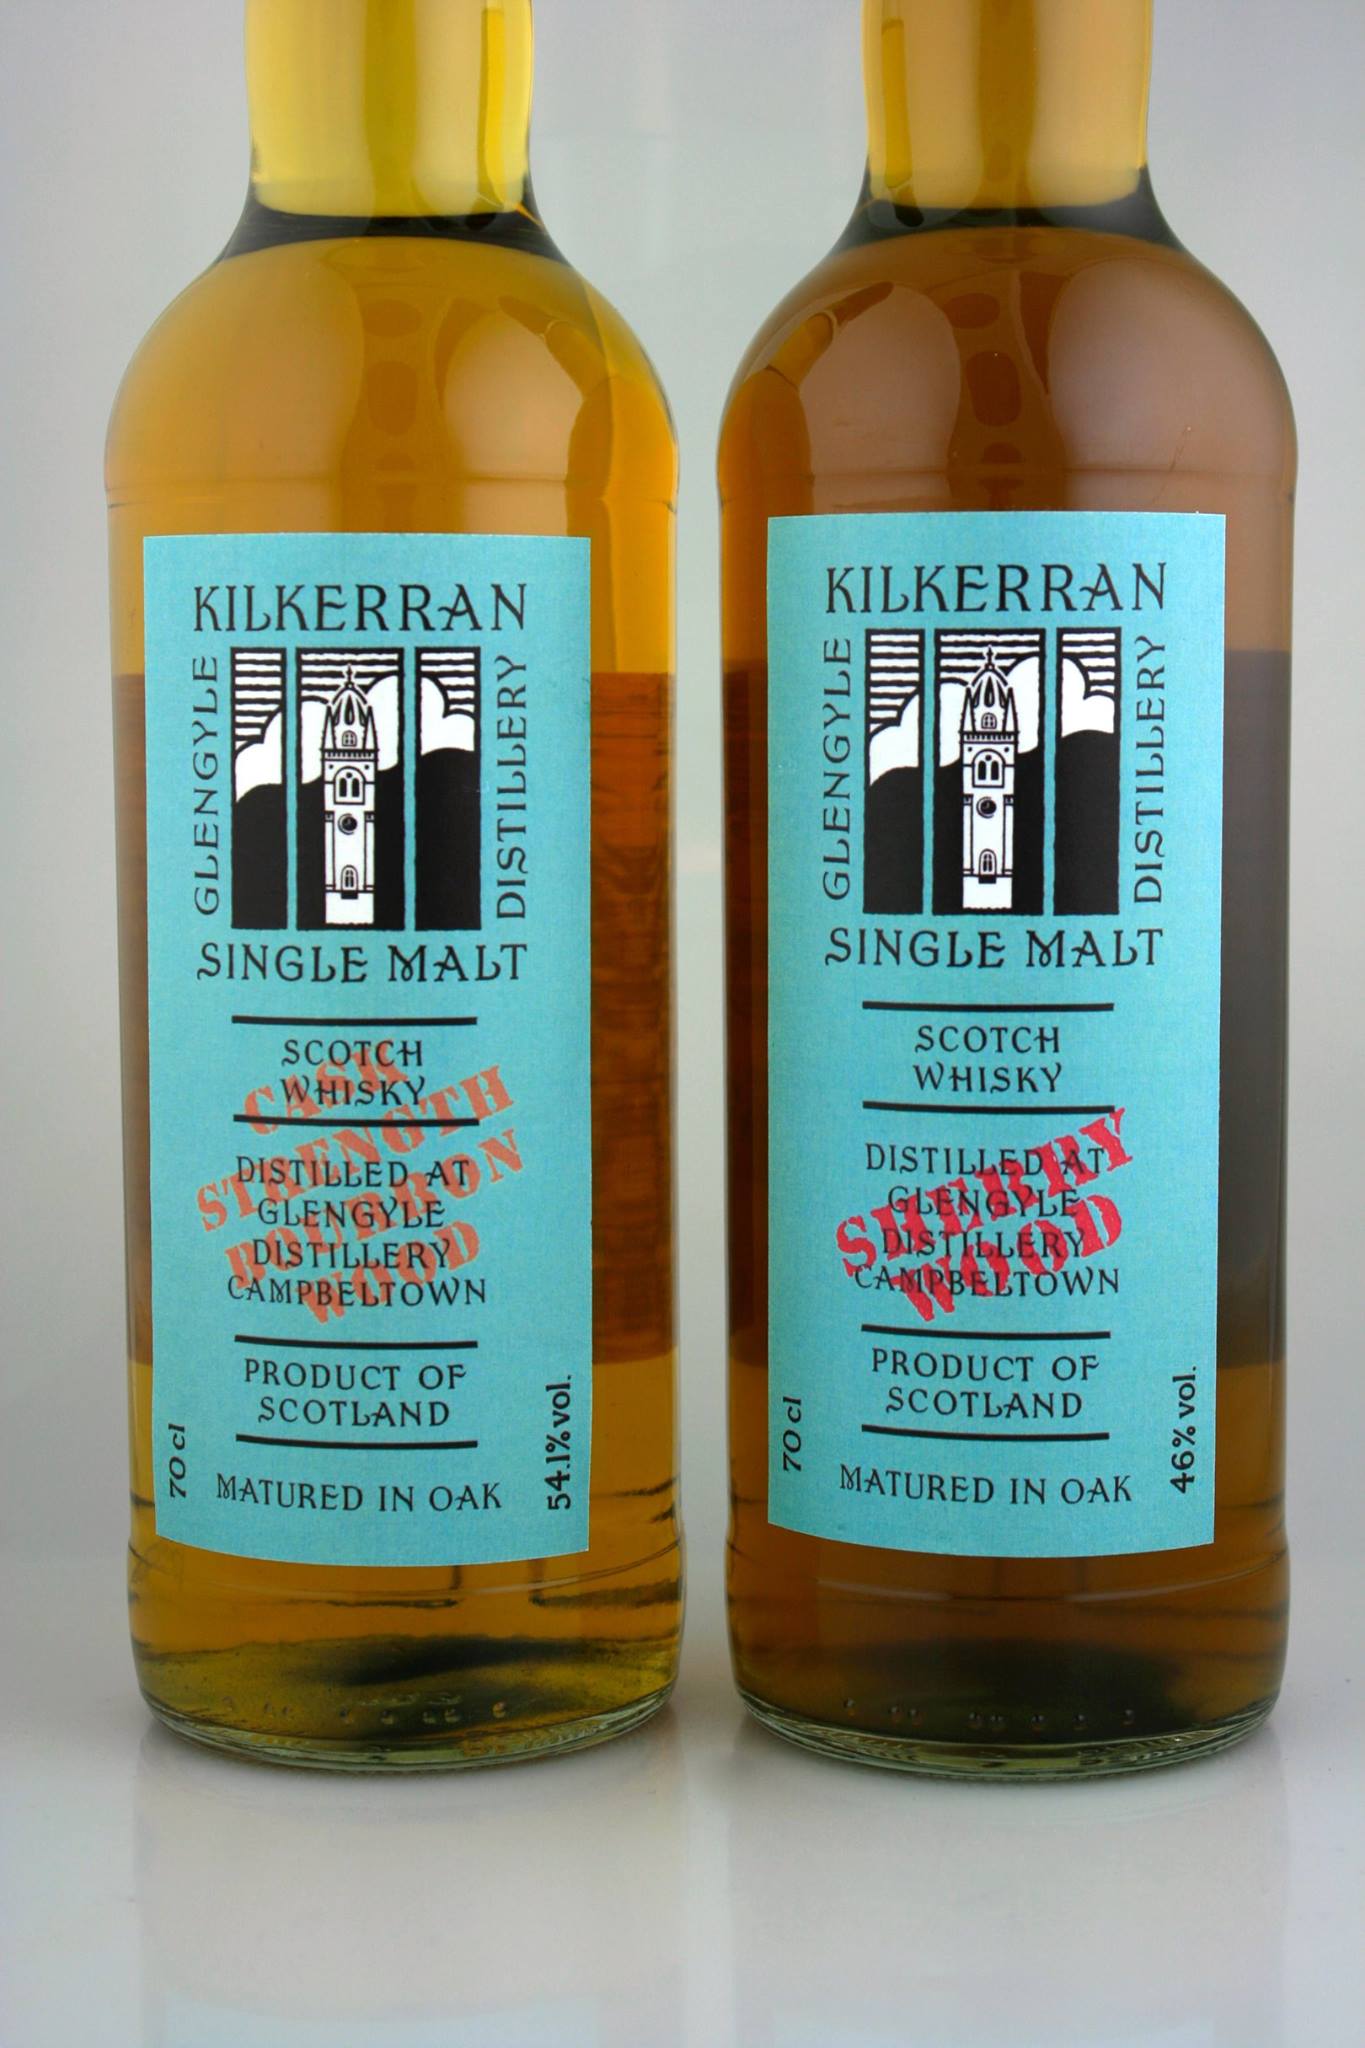 KILKERRAN
GLENGYLE
DISTILLERY
SINGLE MALT
SCOTCH
WHISKY
CASK
STRENGTH
BOURBON
WOOD
DISTILLED AT
GLENGYLE
DISTILLERY
CAMPBELTOWN
PRODUCT OF
SCOTLAND
70 cl
MATURED IN OAK
54.1% vol.
KILKERRAN
GLENGYLE
DISTILLERY
SINGLE MALT
SCOTCH
WHISKY
SHERRY
WOOD
DISTILLED AT
GLENGYLE
DISTILLERY
CAMPBELTOWN
PRODUCT OF
SCOTLAND
70 cl
MATURED IN OAK
46% vol.